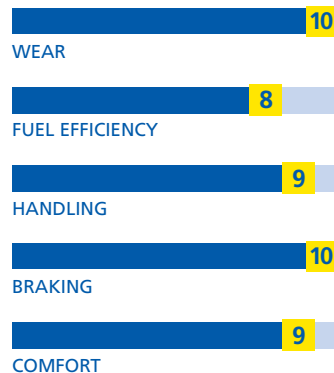 10
WEAR
8
FUEL EFFICIENCY
9
HANDLING
10
BRAKING
9
COMFORT